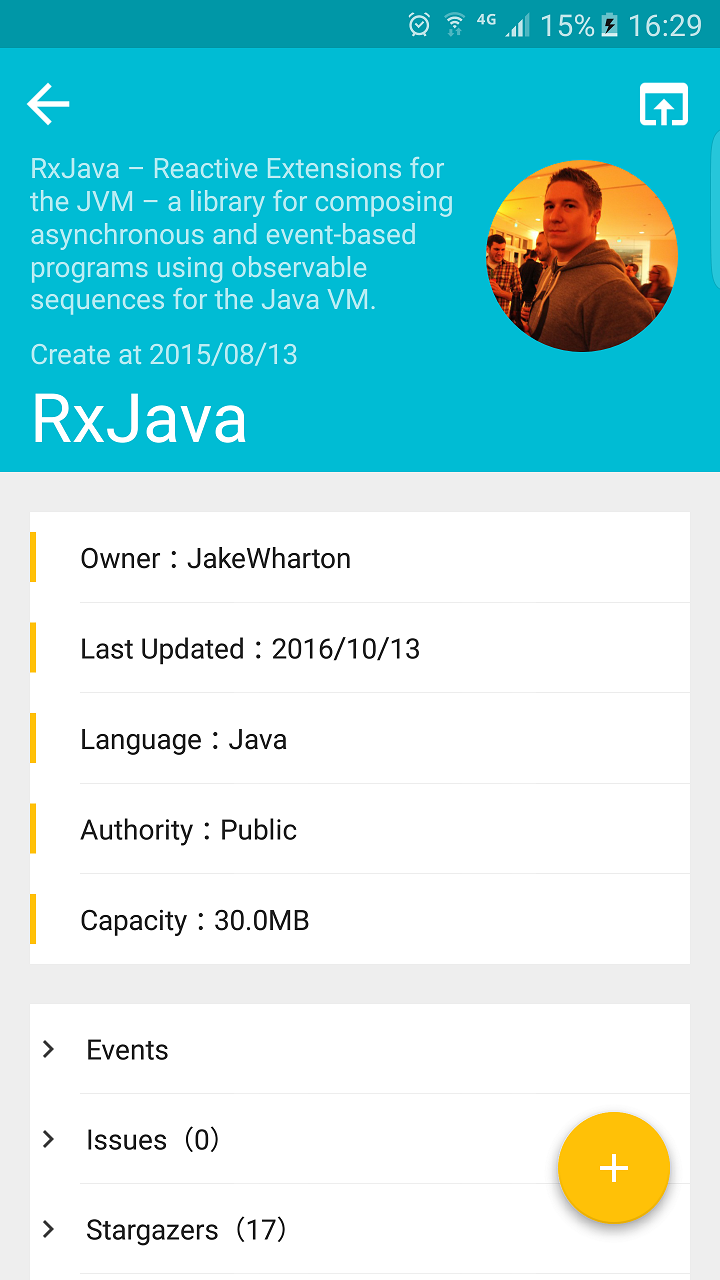 4G 15% 16:29
RxJava – Reactive Extensions for
the JVM – a library for composing
asynchronous and event-based
programs using observable
sequences for the Java VM.
Create at 2015/08/13
RxJava
Owner：JakeWharton
Last Updated：2016/10/13
Language：Java
Authority：Public
Capacity：30.0MB
Events
Issues（0）
Stargazers（17）